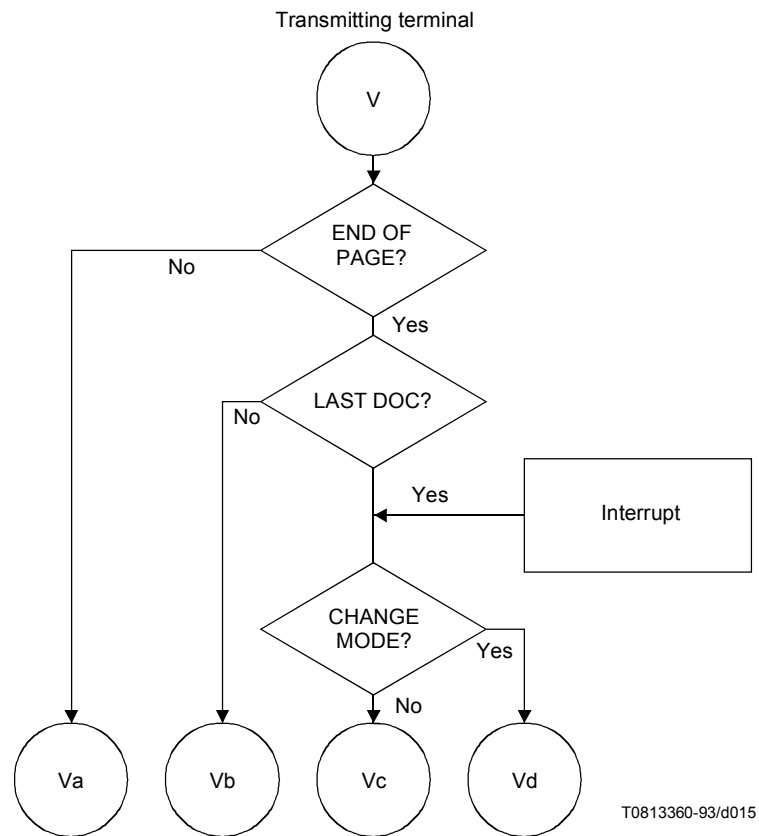 Transmitting terminal
V
END OF
PAGE?
No
Yes
LAST DOC?
No
Yes
Interrupt
CHANGE
MODE?
Yes
No
Va
Vb
Vc
Vd
T0813360-93/d015